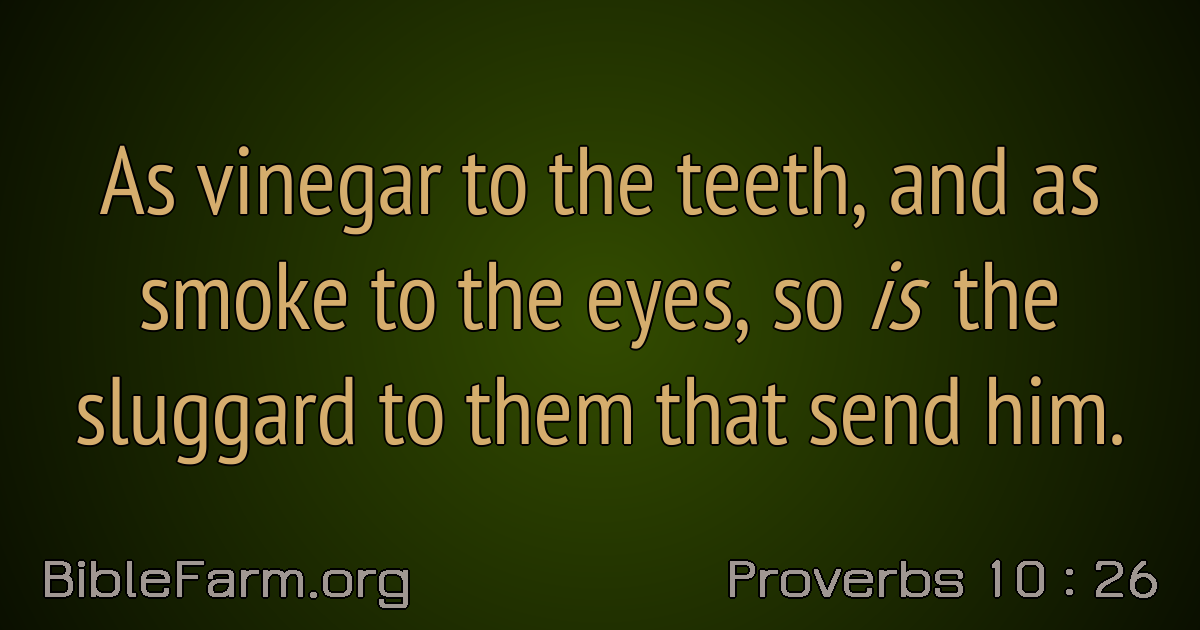 As vinegar to the teeth, and as
smoke to the eyes, so is the
sluggard to them that send him.
BibleFarm.org
Proverbs 10 : 26